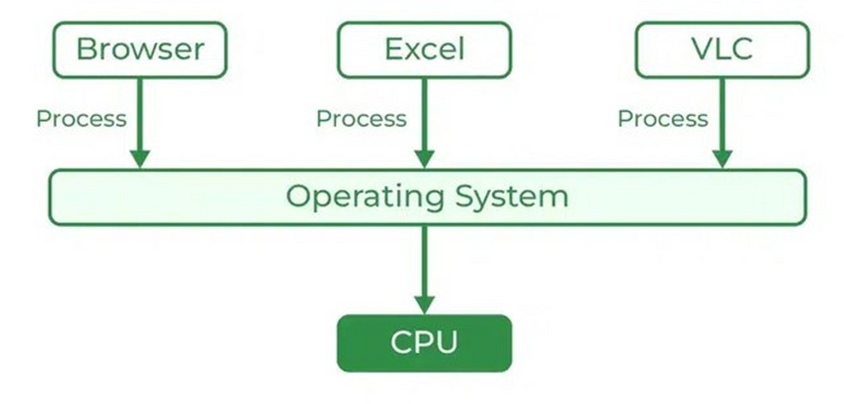 Browser
Excel
VLC
Process
Process
Process
Operating System
CPU